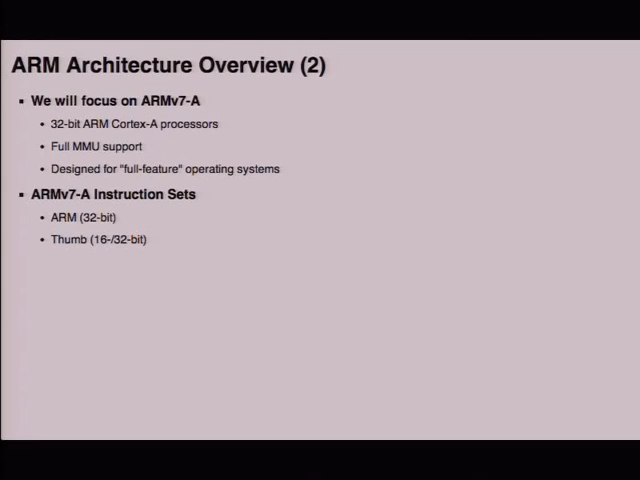 ARM Architecture Overview (2)
▪ We will focus on ARMv7-A
• 32-bit ARM Cortex-A processors
• Full MMU support
• Designed for "full-feature" operating systems
▪ ARMv7-A Instruction Sets
• ARM (32-bit)
• Thumb (16-/32-bit)